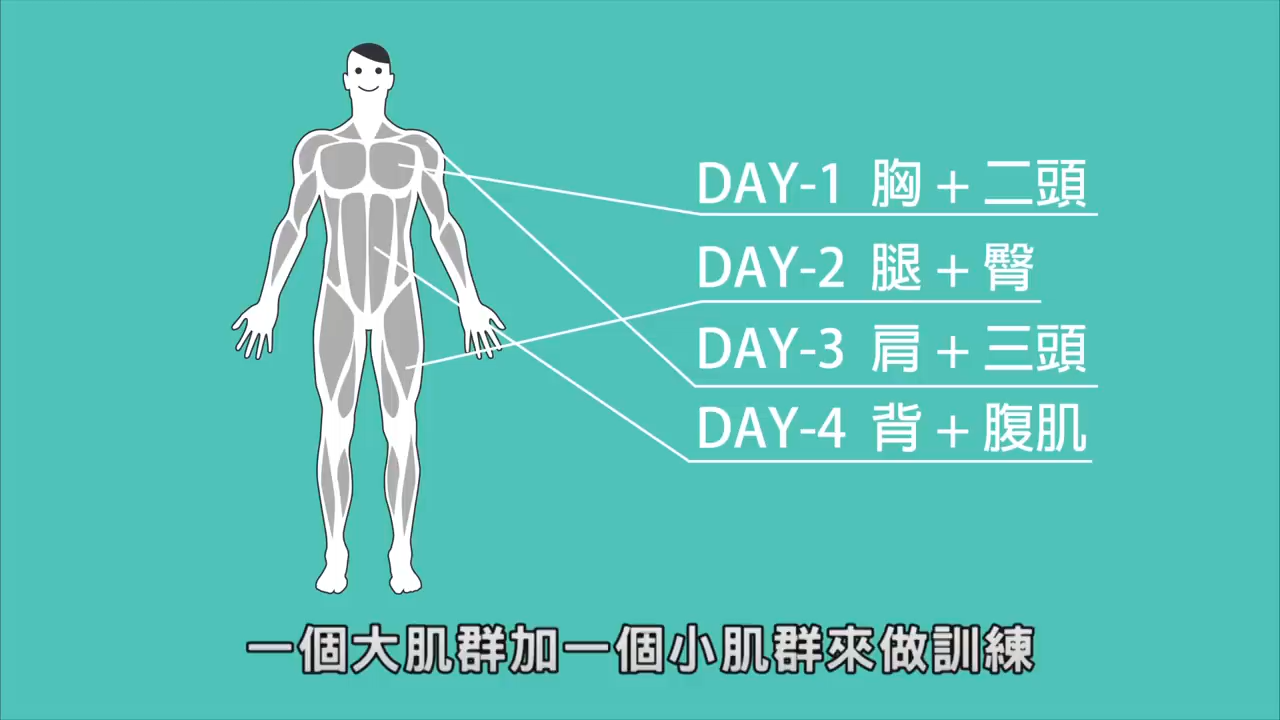 DAY-1 胸 + 二頭
DAY-2 腿 + 臀
DAY-3 肩 + 三頭
DAY-4 背 + 腹肌
一個大肌群加一個小肌群來做訓練